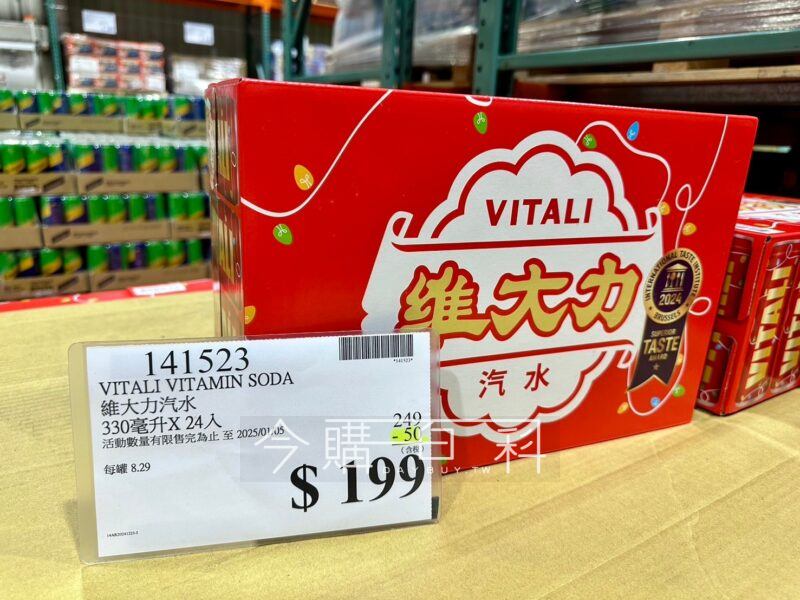 VITALI
維大力
汽水
INTERNATIONAL TASTE INSTITUTE
2024
BRUSSELS
SUPERIOR
TASTE
AWARD
VITALI
VITALI
141523
*141523*
VITALI VITAMIN SODA
維大力汽水
330毫升X 24入
249
活動數量有限售完為止 至 2025/01/05
- 50
(含稅)
每罐 8.29
$ 199
今購百科